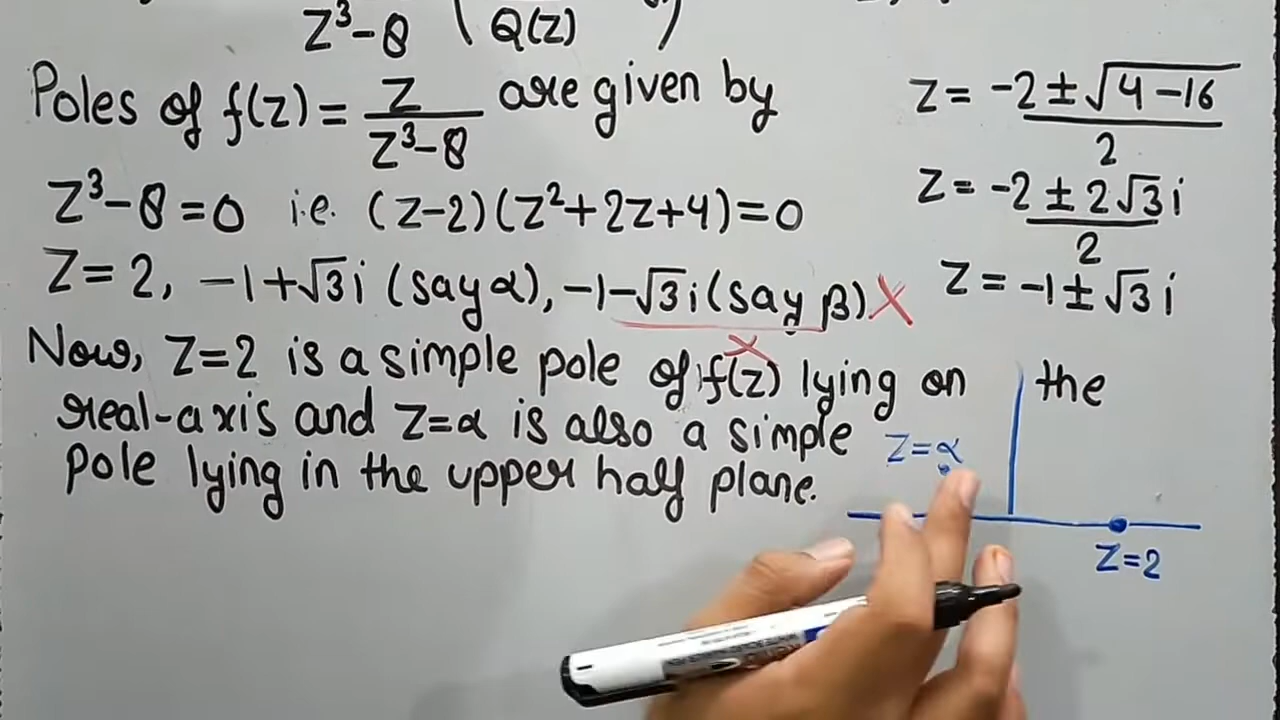 Z³-8 ( Q(Z) )
Poles of f(z) = Z / Z³-8 are given by
Z³-8=0 i.e. (Z-2)(Z²+2Z+4)=0
Z=2, -1+√3i (say α), -1-√3i (say β) X
Now, Z=2 is a simple pole of f(z) lying on the
real-axis and Z=α is also a simple
pole lying in the upper half plane.
Z= -2±√4-16 / 2
Z= -2±2√3i / 2
Z= -1±√3i
Z=α
Z=2